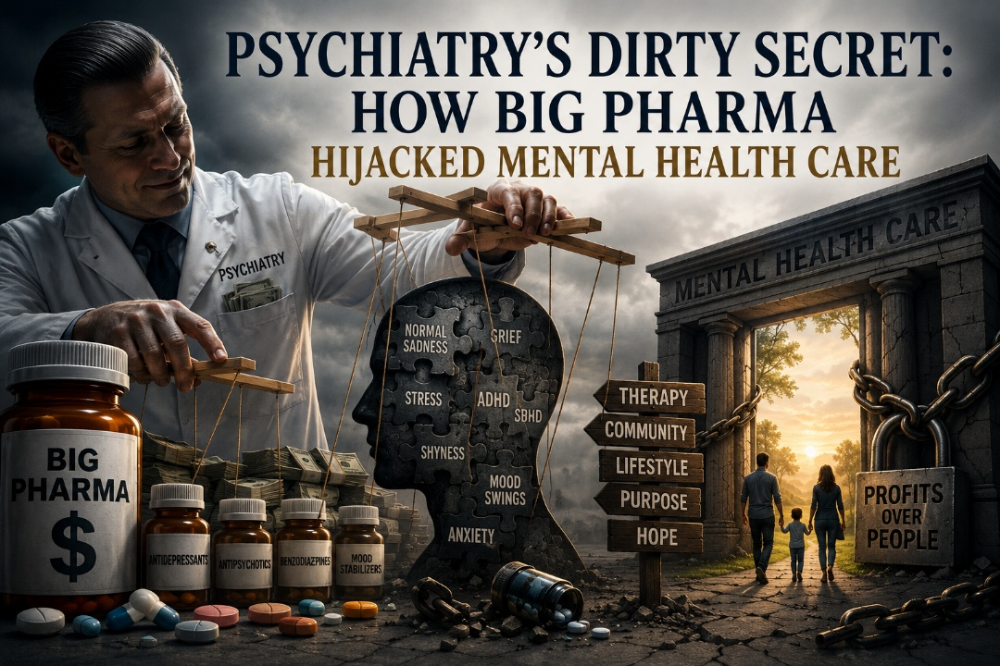 PSYCHIATRY'S DIRTY SECRET:
HOW BIG PHARMA
HIJACKED MENTAL HEALTH CARE
PSYCHIATRY
MENTAL HEALTH CARE
NORMAL
SADNESS
GRIEF
STRESS
ADHD
SBHD
SHYNESS
MOOD
SWINGS
ANXIETY
THERAPY
COMMUNITY
LIFESTYLE
PURPOSE
HOPE
PROFITS
OVER
PEOPLE
BIG
PHARMA
$
ANTIDEPRESSANTS
ANTIPSYCHOTICS
BENZODIAZPINES
MOOD
STABILIZERS